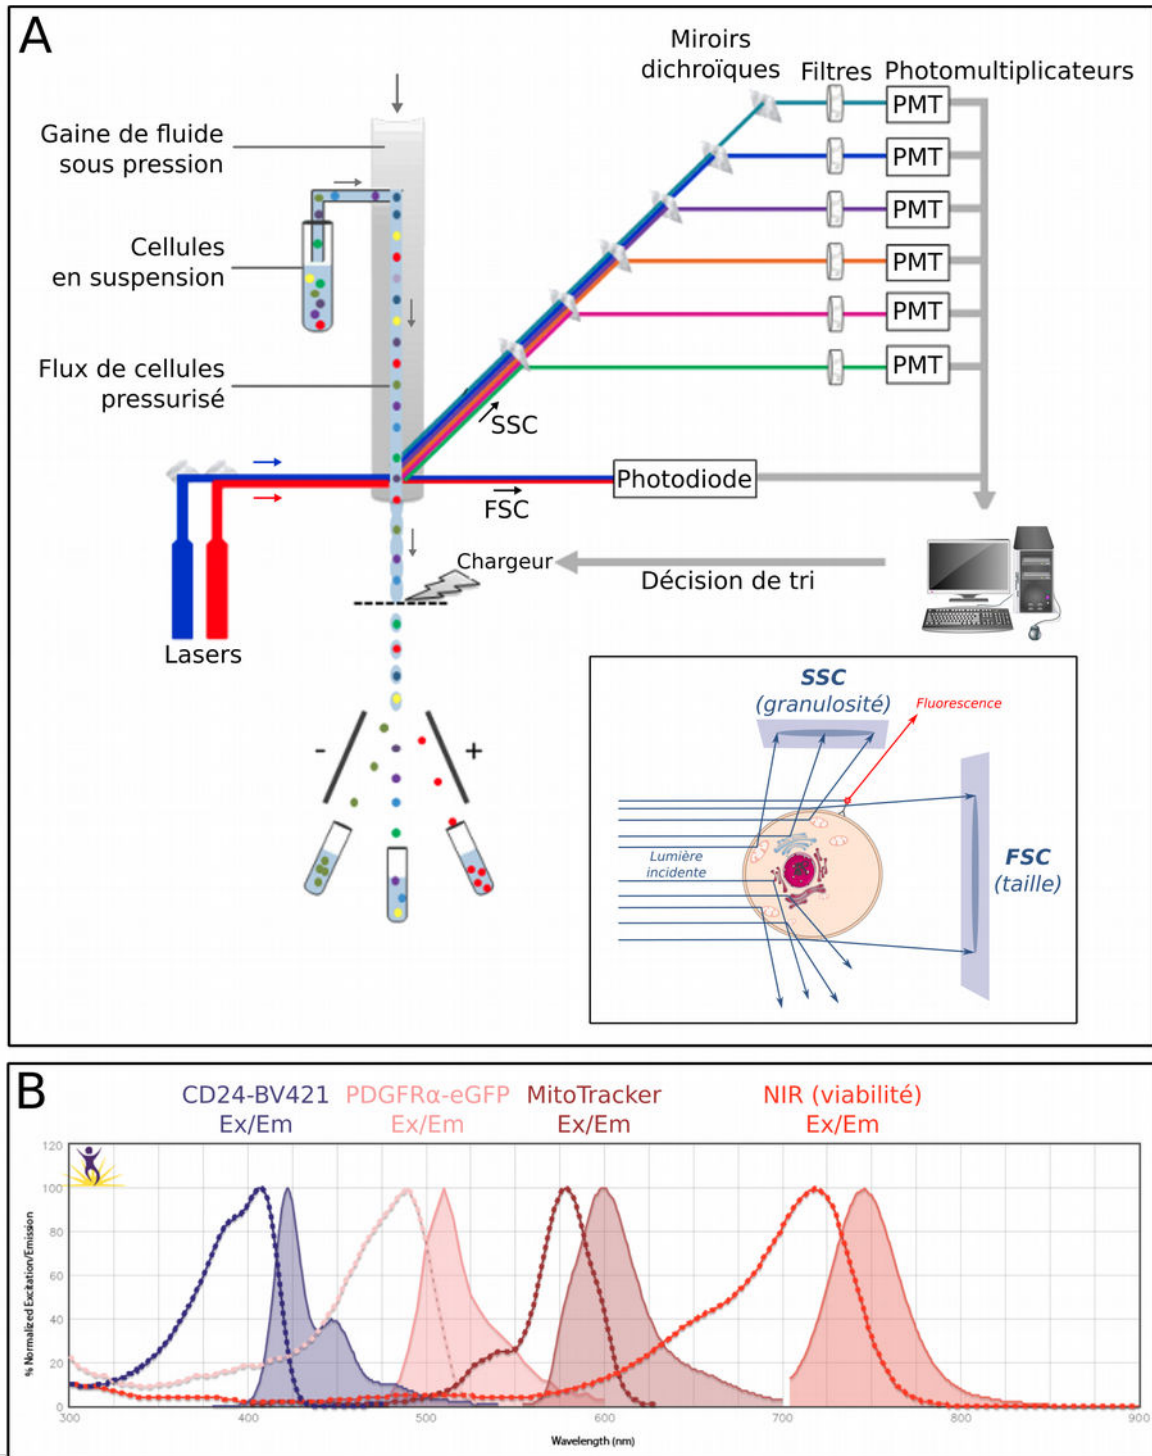 A
Miroirs
dichroïques
Filtres
Photomultiplicateurs
PMT
PMT
PMT
PMT
PMT
PMT
Gaine de fluide
sous pression
Cellules
en suspension
Flux de cellules
pressurisé
SSC
Photodiode
FSC
Lasers
Chargeur
Décision de tri
-
+
SSC
(granulosité)
Fluorescence
Lumière
incidente
FSC
(taille)
B
CD24-BV421
Ex/Em
PDGFRα-eGFP
Ex/Em
MitoTracker
Ex/Em
NIR (viabilité)
Ex/Em
% Normalized Excitation/Emission
120
100
80
60
40
20
0
300
400
500
600
700
800
900
Wavelength (nm)